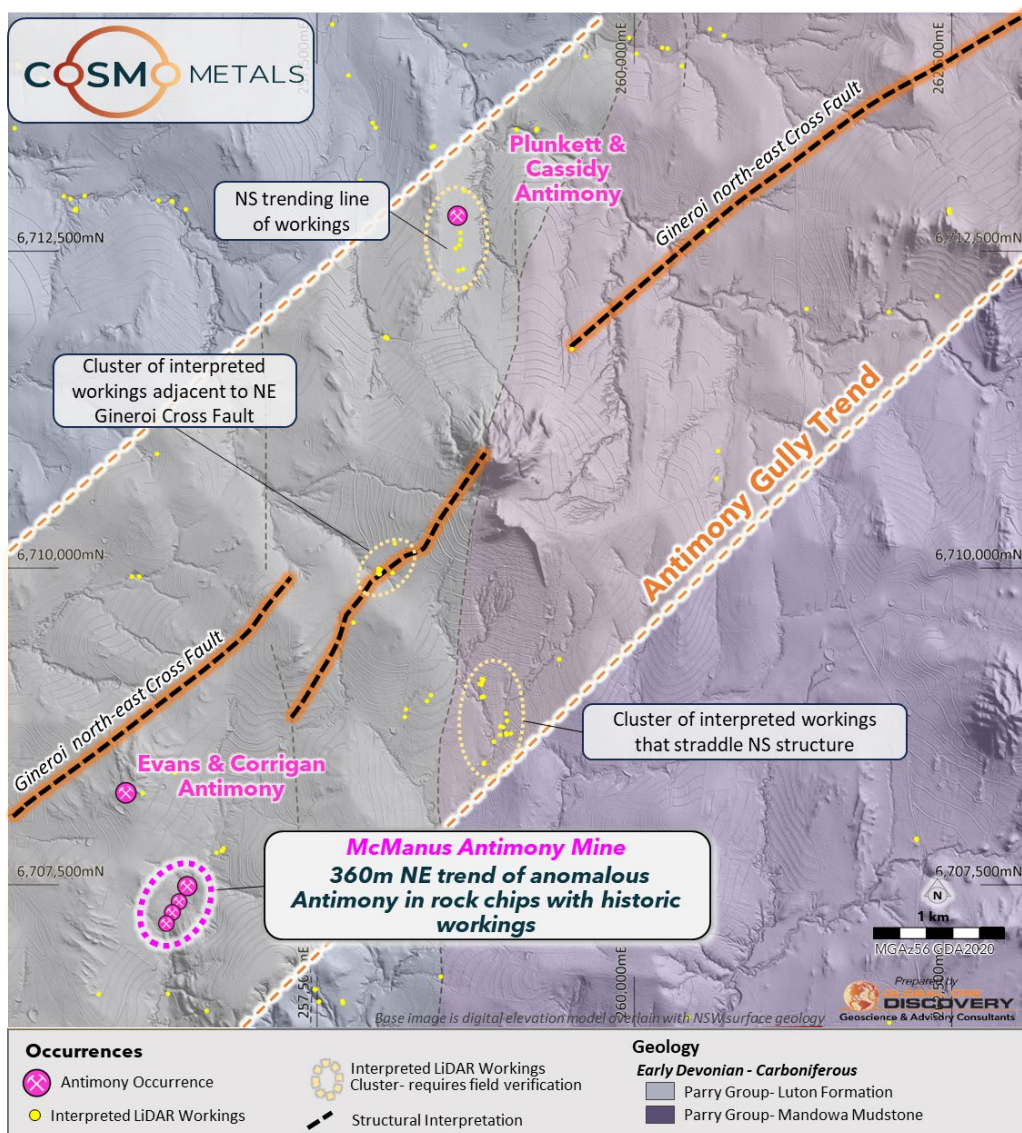 COSMO METALS
260,000mE
262,500mE
Plunkett &
Cassidy
Antimony
NS trending line
of workings
Gineroi north-east Cross Fault
6,712,500mN
6,712,500mN
Cluster of interpreted
workings adjacent to NE
Gineroi Cross Fault
Antimony Gully Trend
6,710,000mN
6,710,000mN
Gineroi north-east Cross Fault
Cluster of interpreted workings
that straddle NS structure
Evans & Corrigan
Antimony
McManus Antimony Mine
360m NE trend of anomalous
Antimony in rock chips with historic
workings
6,707,500mN
6,707,500mN
N
1 km
MGAz56 GDA2020
260,000mE
Prepared by
DISCOVERY
Geoscience & Advisory Consultants
Base image is digital elevation model overlain with NSW surface geology
Occurrences
Antimony Occurrence
Interpreted LiDAR Workings
Interpreted LiDAR Workings
Cluster- requires field verification
Structural Interpretation
Geology
Early Devonian - Carboniferous
Parry Group- Luton Formation
Parry Group- Mandowa Mudstone